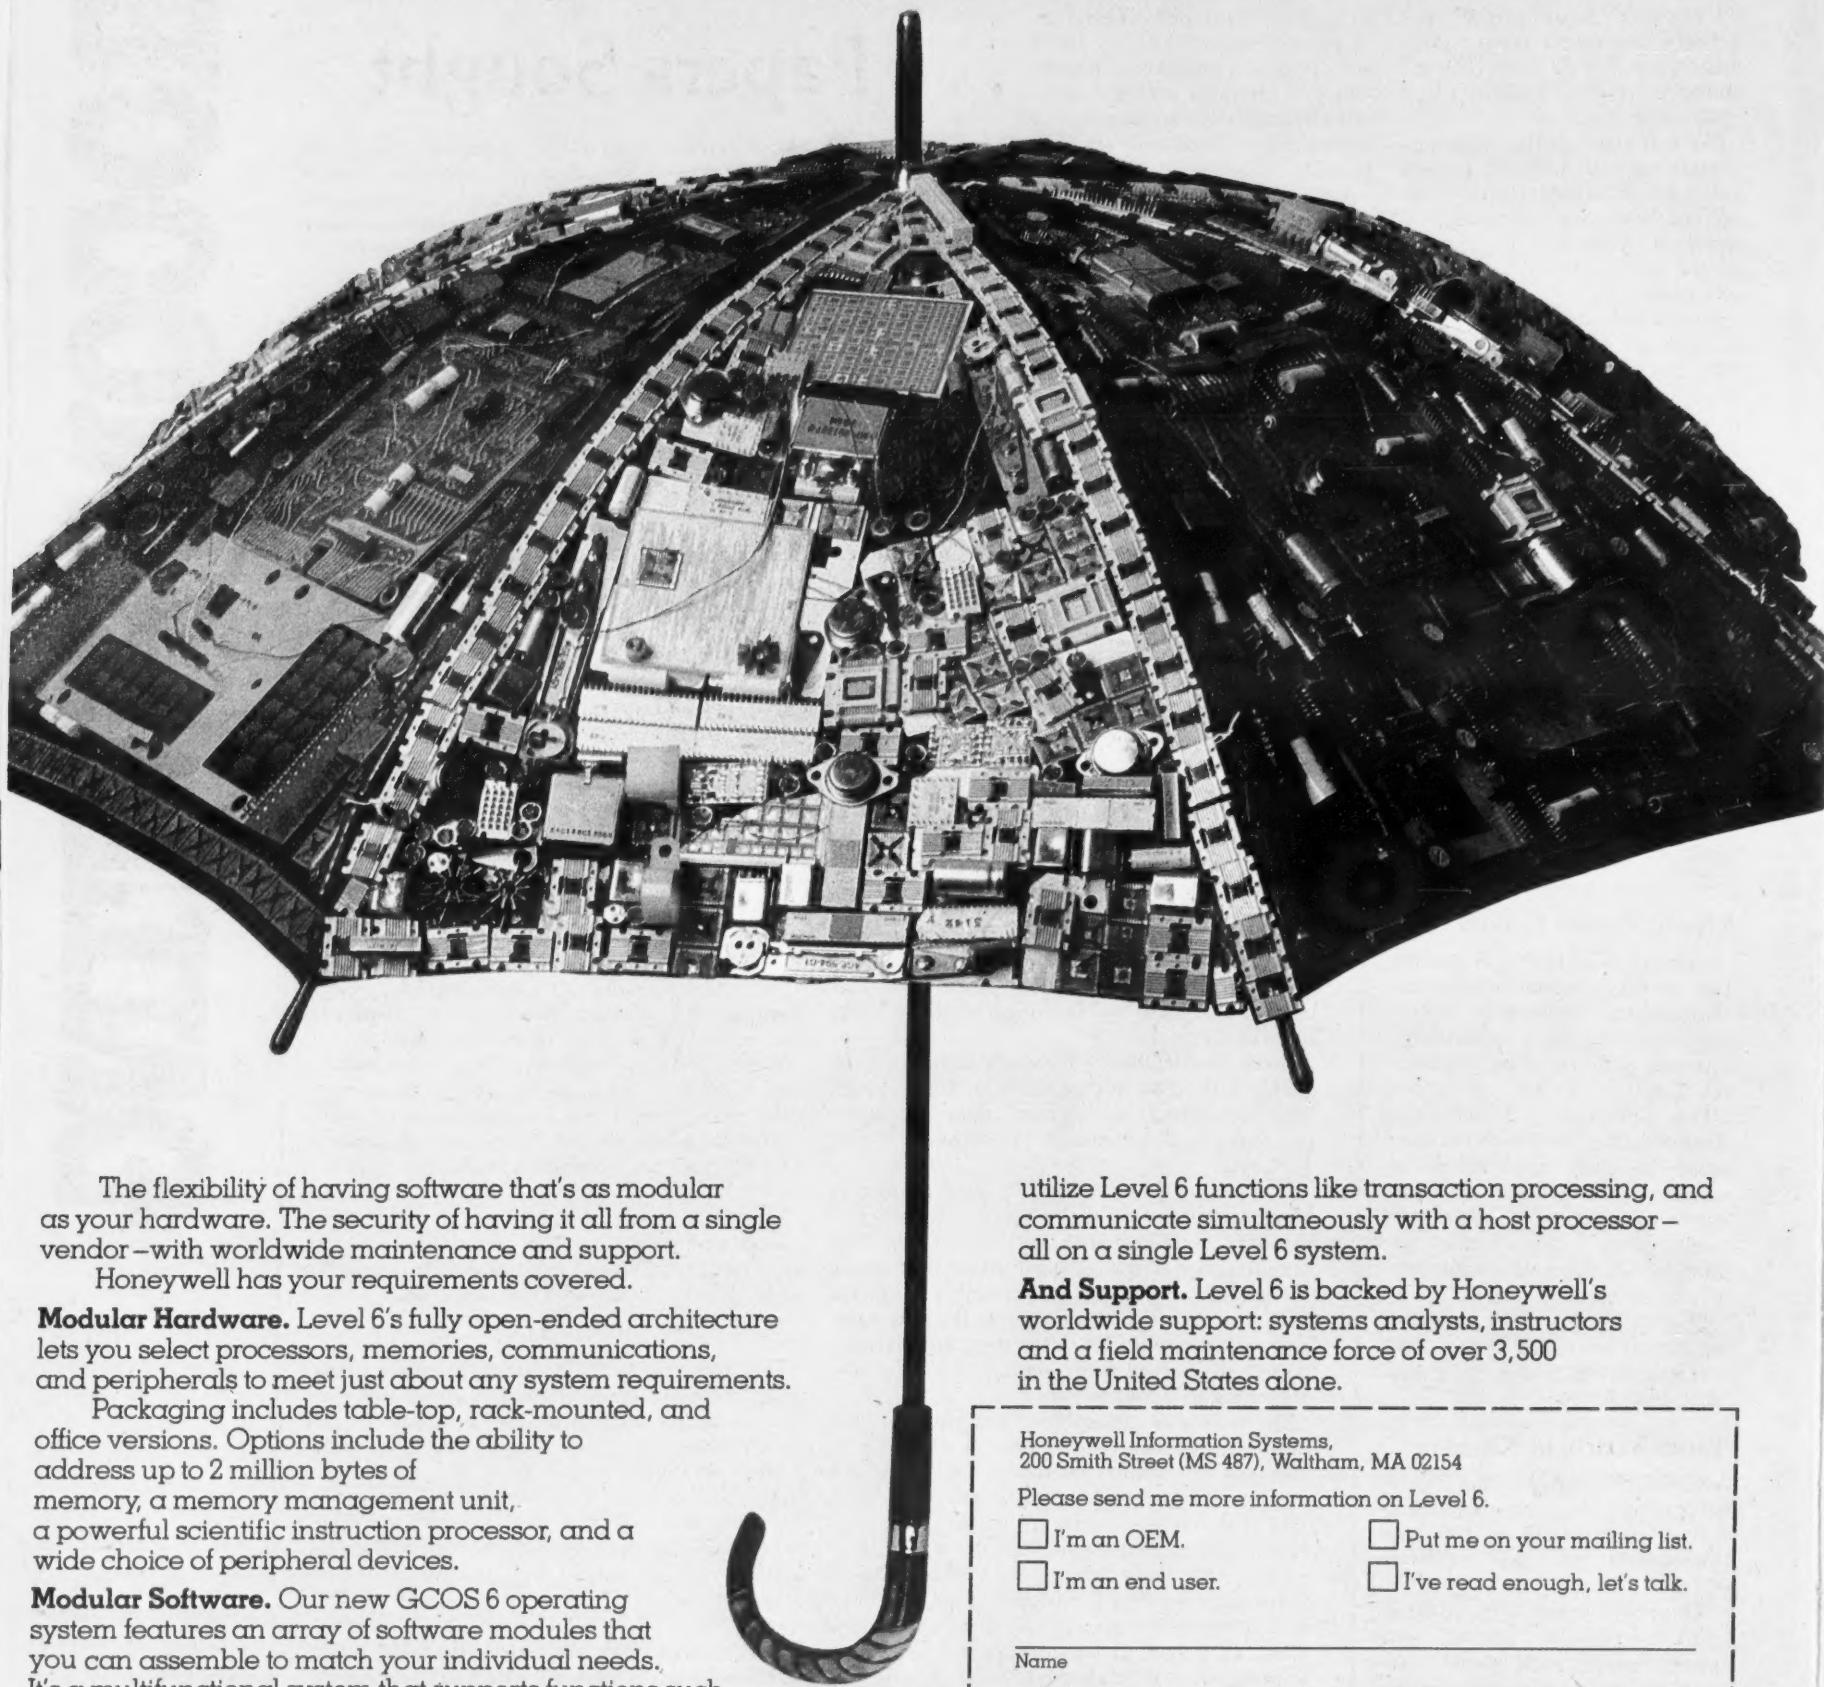 The flexibility of having software that's as modular
as your hardware. The security of having it all from a single
vendor–with worldwide maintenance and support.
Honeywell has your requirements covered.
Modular Hardware. Level 6's fully open-ended architecture
lets you select processors, memories, communications,
and peripherals to meet just about any system requirements.
Packaging includes table-top, rack-mounted, and
office versions. Options include the ability to
address up to 2 million bytes of
memory, a memory management unit,
a powerful scientific instruction processor, and a
wide choice of peripheral devices.
Modular Software. Our new GCOS 6 operating
system features an array of software modules that
you can assemble to match your individual needs.
It's a multifunctional system that supports functions such
utilize Level 6 functions like transaction processing, and
communicate simultaneously with a host processor–
all on a single Level 6 system.
And Support. Level 6 is backed by Honeywell's
worldwide support: systems analysts, instructors
and a field maintenance force of over 3,500
in the United States alone.
Honeywell Information Systems,
200 Smith Street (MS 487), Waltham, MA 02154
Please send me more information on Level 6.
I'm an OEM.
Put me on your mailing list.
I'm an end user.
I've read enough, let's talk.
Name